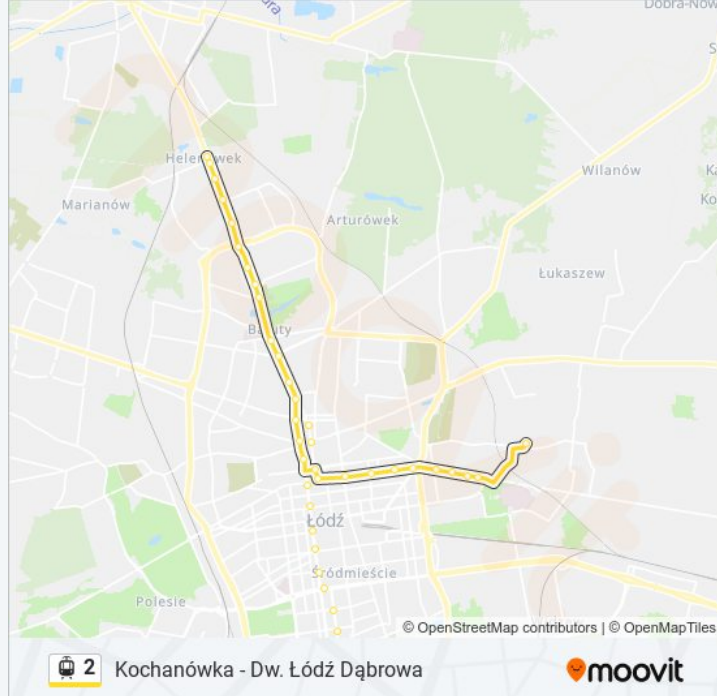 Dobra-Now
Helenówek
Wilanów
Marianów
Arturówek
Łukaszew
Bałuty
Łódź
Śródmieście
Polesie
© OpenStreetMap contributors | © OpenMapTiles
2 Kochanówka - Dw. Łódź Dąbrowa
moovit